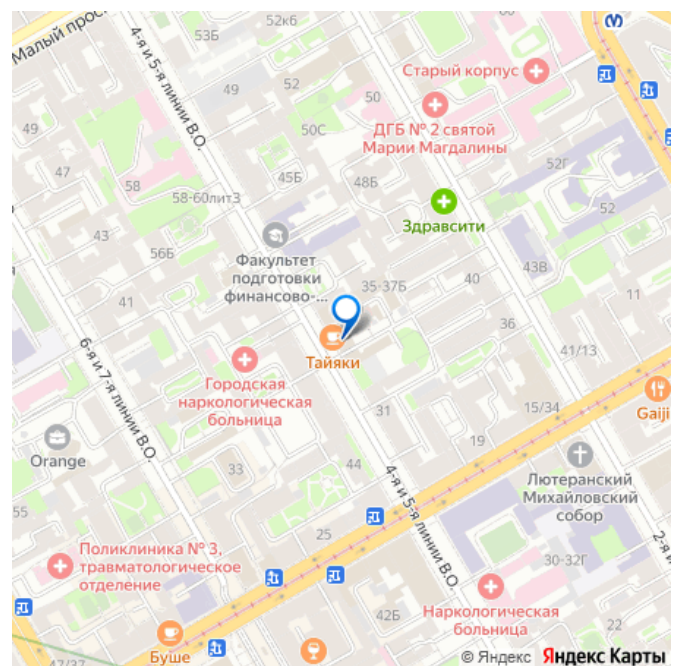 Малый прос
53Б
52к6
4-я и 5-я линии В.О.
Старый корпус
49
52
50
ДГБ № 2 святой
Марии Магдалины
49
50С
47
58
45Б
48Б
52Г
58-60лит3
Здравсити
52
43
56Б
Факультет
подготовки
финансово-...
43В
35-37Б
40
11
41
36
Тайяки
41/13
6-я и 7-я линии В.О.
Городская
наркологическая
больница
31
15/34
Gaiji
Orange
19
33
44
4-я и 5-я линии В.О.
Лютеранский
Михайловский
собор
35
25
2-я и
Поликлиника № 3,
травматологическое
отделение
30-32Г
42Б
Наркологическая
больница
22
47/37
Буше
© Яндекс Яндекс Карты